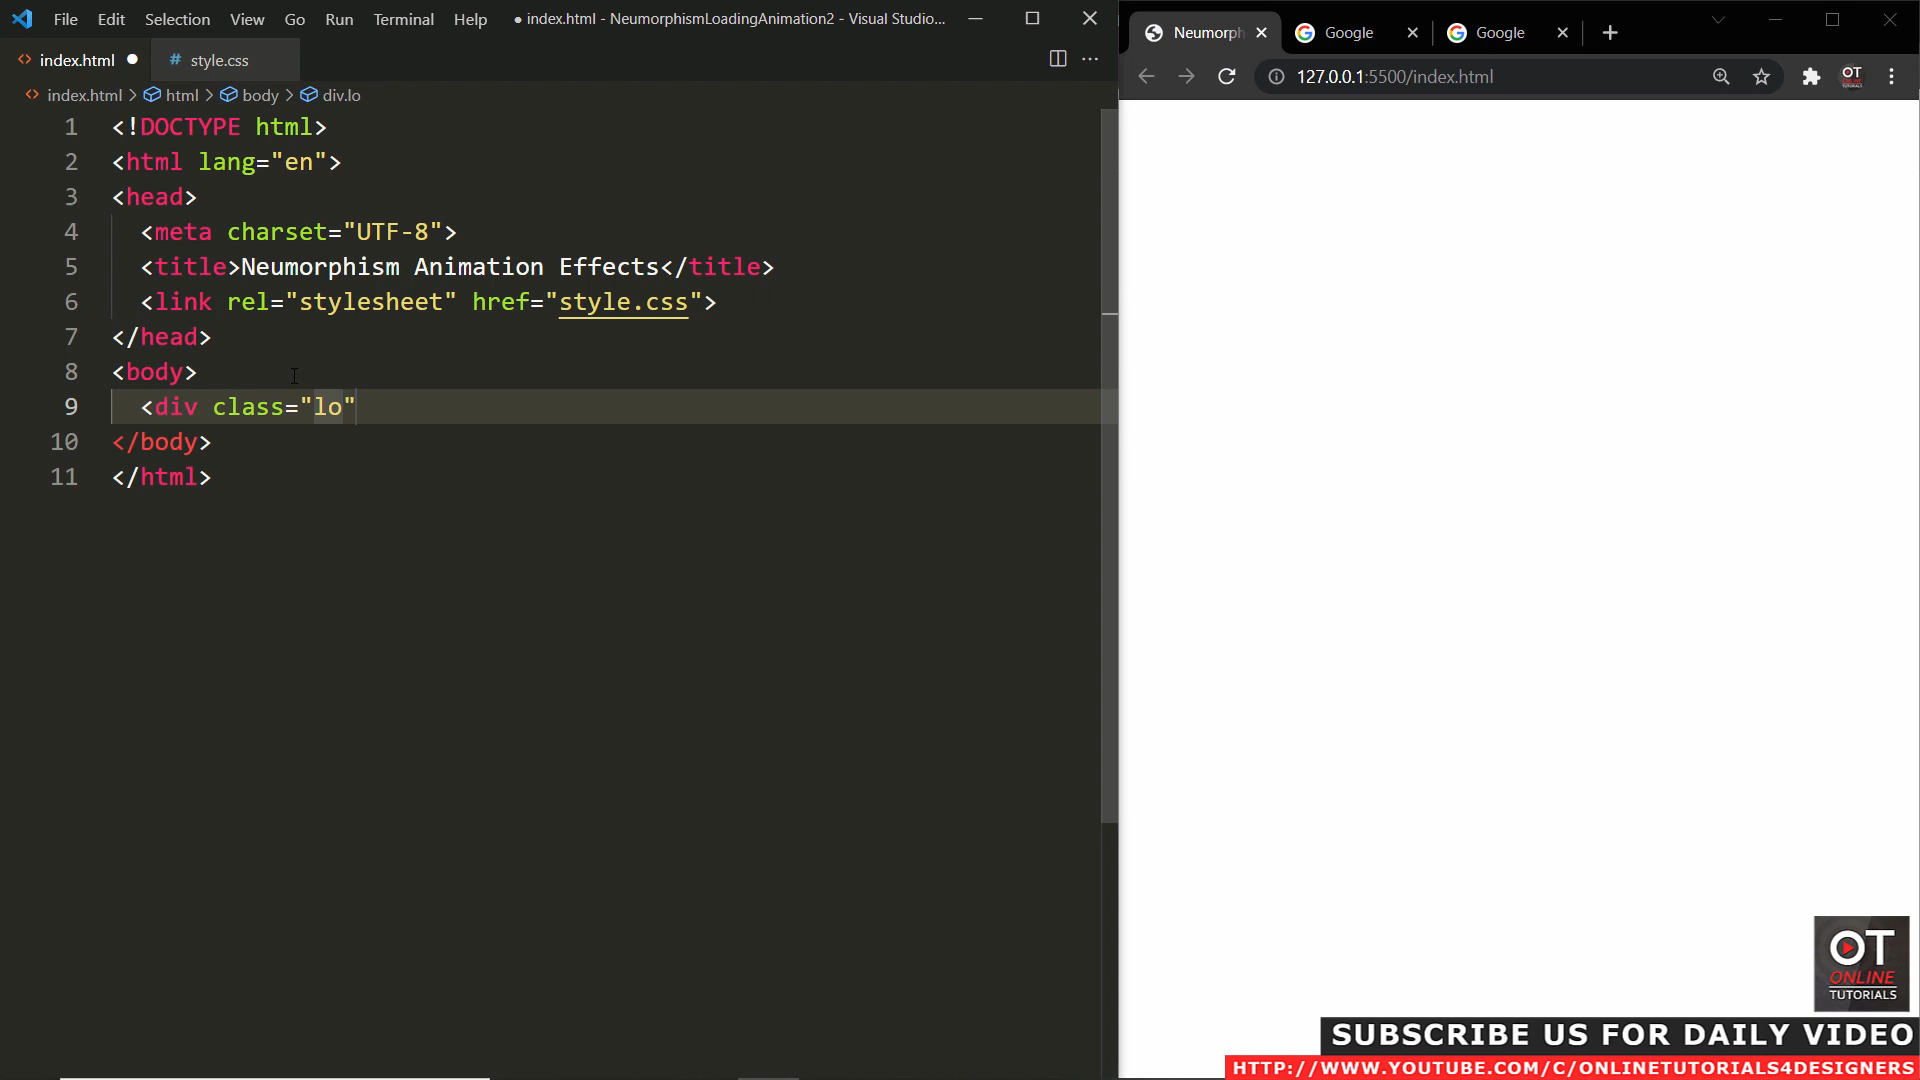 File Edit Selection View Go Run Terminal Help ● index.html - NeumorphismLoadingAnimation2 - Visual Studio...
index.html ● # style.css
index.html > html > body > div.lo
1 <!DOCTYPE html>
2 <html lang="en">
3 <head>
4 <meta charset="UTF-8">
5 <title>Neumorphism Animation Effects</title>
6 <link rel="stylesheet" href="style.css">
7 </head>
8 <body>
9 <div class="lo"
10 </body>
11 </html>
Neumorph Google Google
127.0.0.1:5500/index.html
OT
ONLINE
TUTORIALS
SUBSCRIBE US FOR DAILY VIDEO
HTTP://WWW.YOUTUBE.COM/C/ONLINETUTORIALS4DESIGNERS